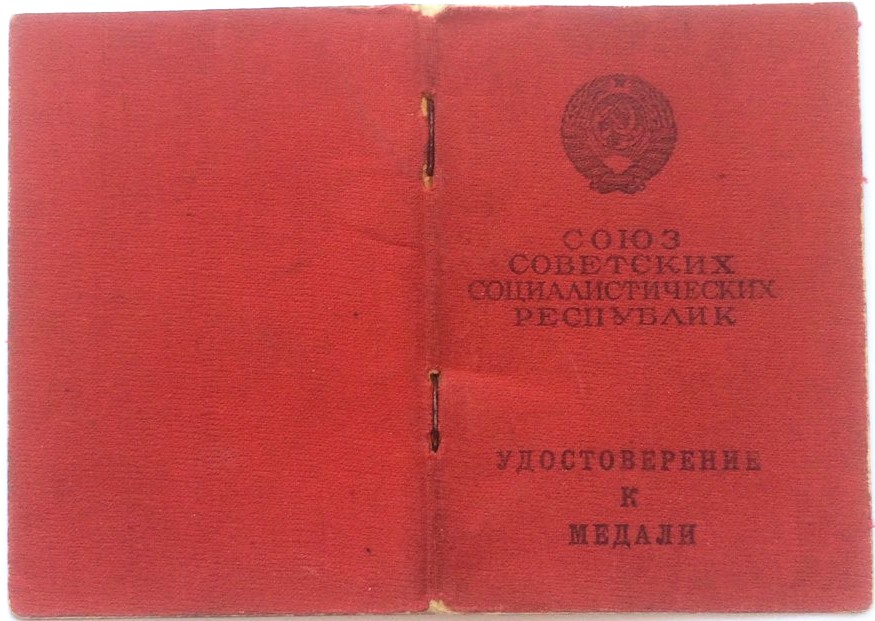 СОЮЗ
СОВЕТСКИХ
СОЦИАЛИСТИЧЕСКИХ
РЕСПУБЛИК
УДОСТОВЕРЕНИЕ
К
МЕДАЛИ